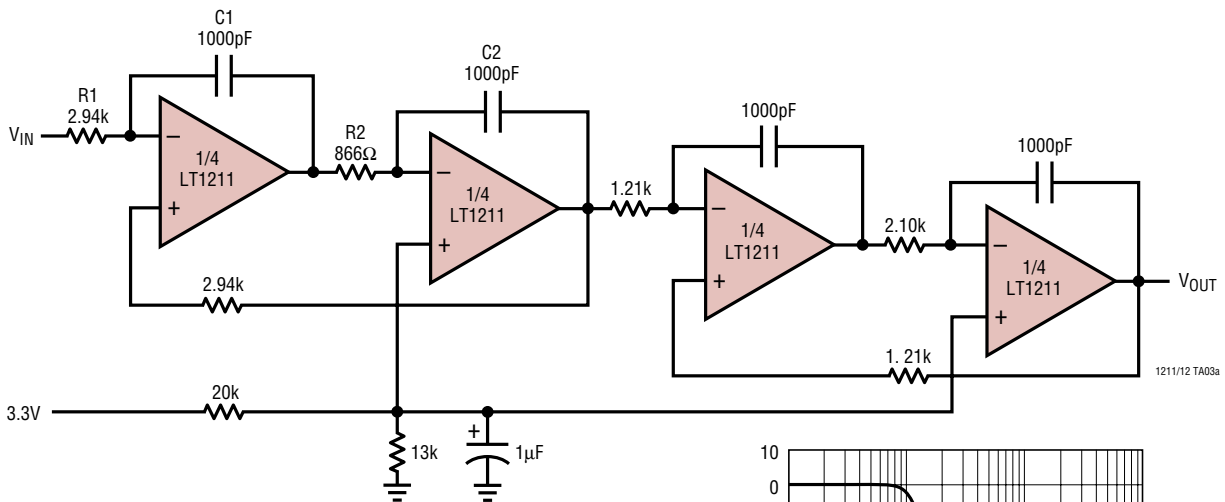 C1
1000pF
C2
1000pF
R1
2.94k
VIN
−
1/4
LT1211
+
R2
866Ω
−
1/4
LT1211
+
2.94k
1.21k
1000pF
−
1/4
LT1211
+
2.10k
1000pF
−
1/4
LT1211
+
VOUT
1.21k
1211/12 TA03a
3.3V
20k
13k
+
1µF
10
0